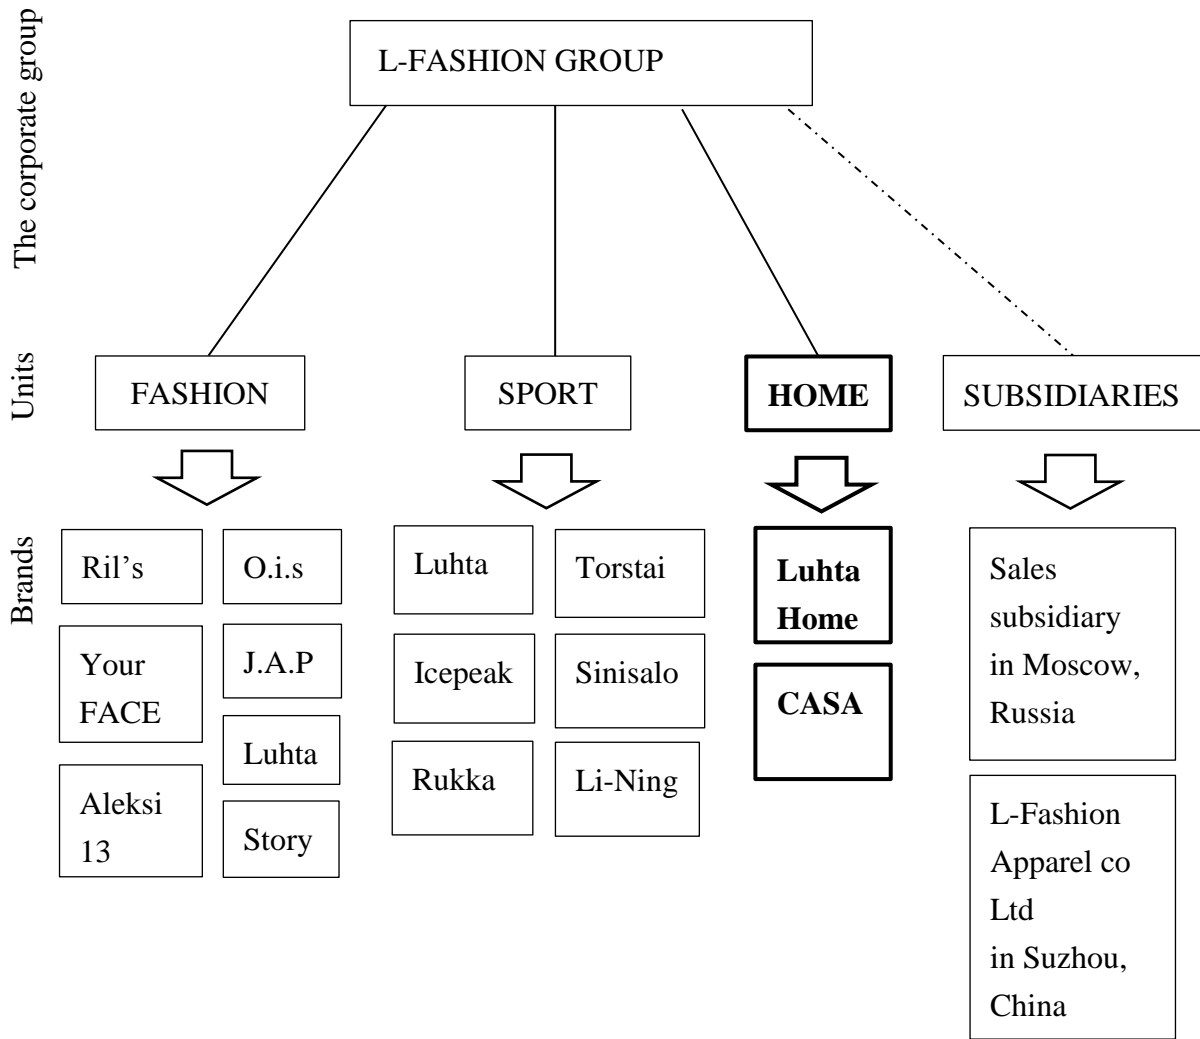 The corporate group
L-FASHION GROUP
Units
FASHION
SPORT
HOME
SUBSIDIARIES
Brands
Ril’s
O.i.s
Your
FACE
J.A.P
Luhta
Aleksi
13
Story
Luhta
Torstai
Icepeak
Sinisalo
Rukka
Li-Ning
Luhta
Home
CASA
Sales
subsidiary
in Moscow,
Russia
L-Fashion
Apparel co
Ltd
in Suzhou,
China